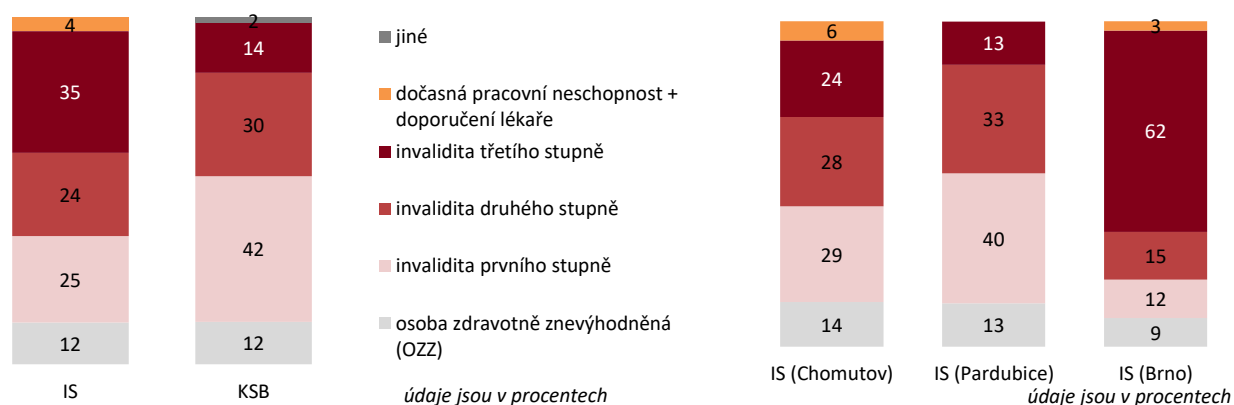 4
35
24
25
12
IS
2
14
30
42
12
KSB
jiné
dočasná pracovní neschopnost +
doporučení lékaře
invalidita třetího stupně
invalidita druhého stupně
invalidita prvního stupně
osoba zdravotně znevýhodněná
(OZZ)
údaje jsou v procentech
6
24
28
29
14
IS (Chomutov)
13
33
40
13
IS (Pardubice)
3
62
15
12
9
IS (Brno)
údaje jsou v procentech